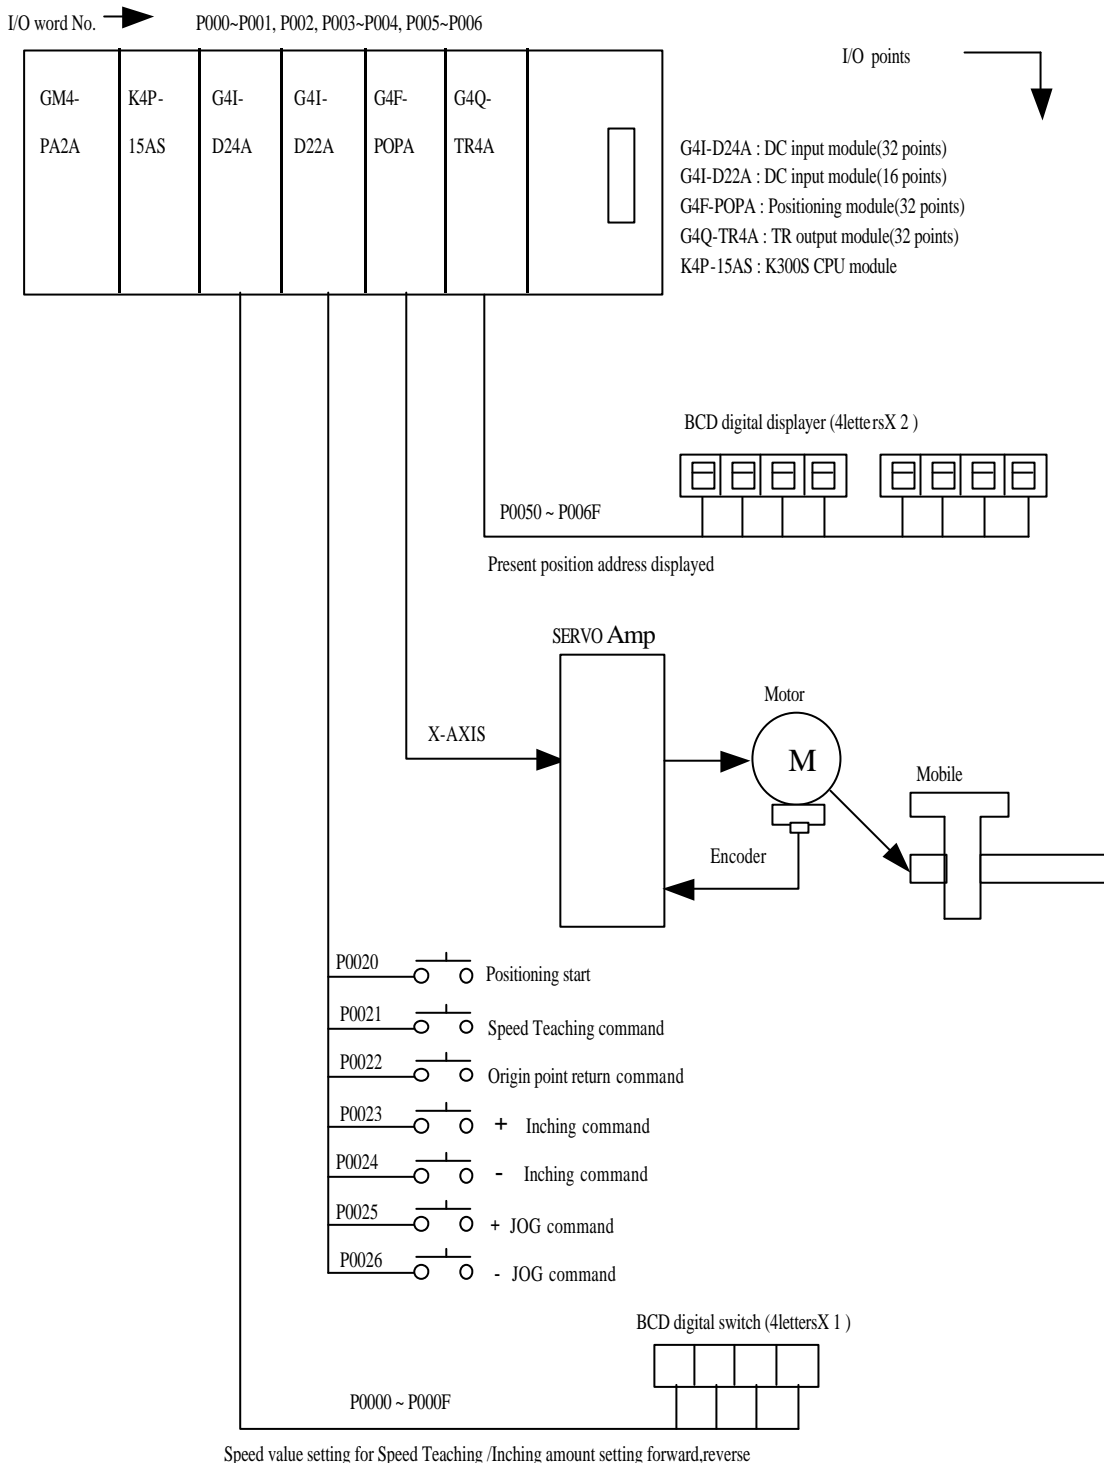 I/O word No.
P000~P001, P002, P003~P004, P005~P006
I/O points
GM4-
PA2A
K4P-
15AS
G4I-
D24A
G4I-
D22A
G4F-
POPA
G4Q-
TR4A
G4I-D24A : DC input module(32 points)
G4I-D22A : DC input module(16 points)
G4F-POPA : Positioning module(32 points)
G4Q-TR4A : TR output module(32 points)
K4P-15AS : K300S CPU module
BCD digital displayer (4lettersX 2 )
P0050 ~ P006F
Present position address displayed
SERVO Amp
Motor
X-AXIS
M
Mobile
Encoder
P0020
Positioning start
P0021
Speed Teaching command
P0022
Origin point return command
P0023
+ Inching command
P0024
- Inching command
P0025
+ JOG command
P0026
- JOG command
BCD digital switch (4lettersX 1 )
P0000 ~ P000F
Speed value setting for Speed Teaching /Inching amount setting forward,reverse